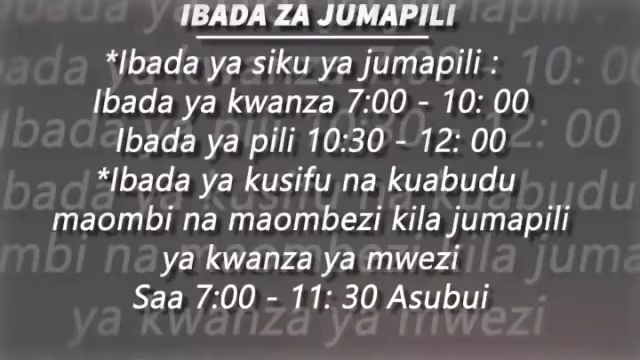 IBADA ZA JUMAPILI
*Ibada ya siku ya jumapili :
Ibada ya kwanza 7:00 - 10: 00
Ibada ya pili 10:30 - 12: 00
*Ibada ya kusifu na kuabudu
maombi na maombezi kila jumapili
ya kwanza ya mwezi
Saa 7:00 - 11: 30 Asubui